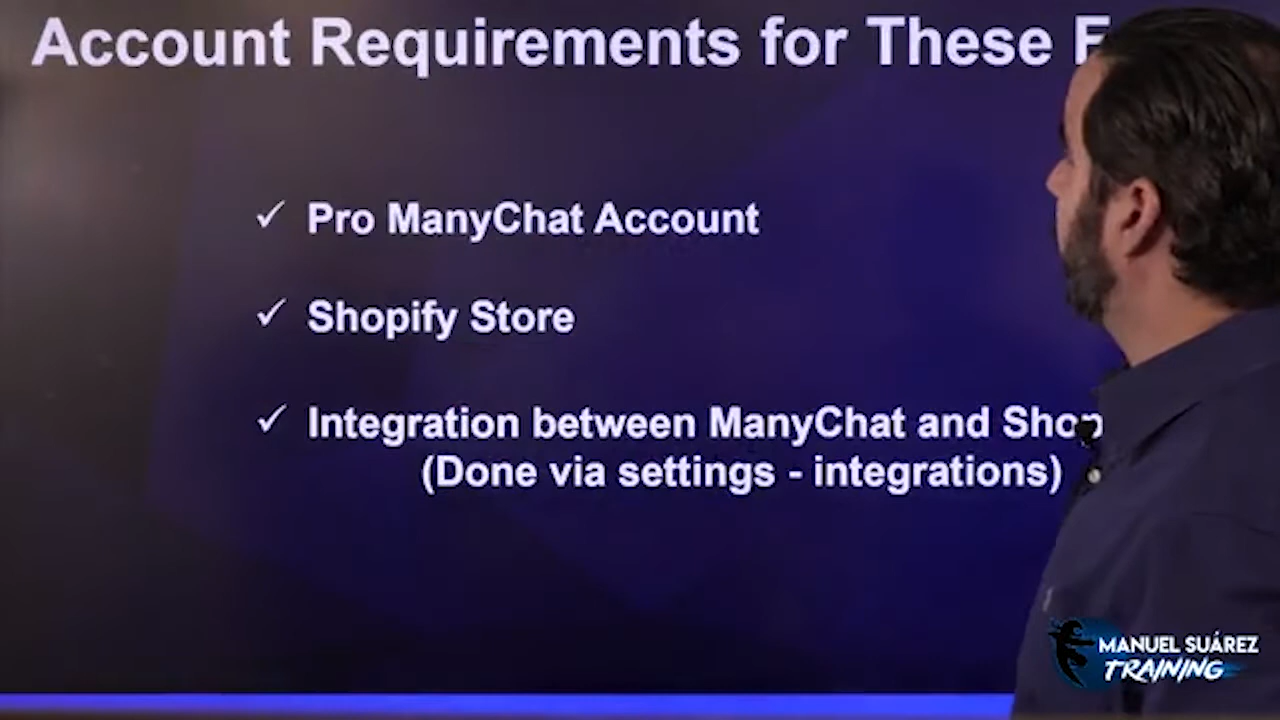 Account Requirements for These
✓ Pro ManyChat Account
✓ Shopify Store
✓ Integration between ManyChat and Shop
(Done via settings - integrations)
MANUEL SUÁREZ
TRAINING